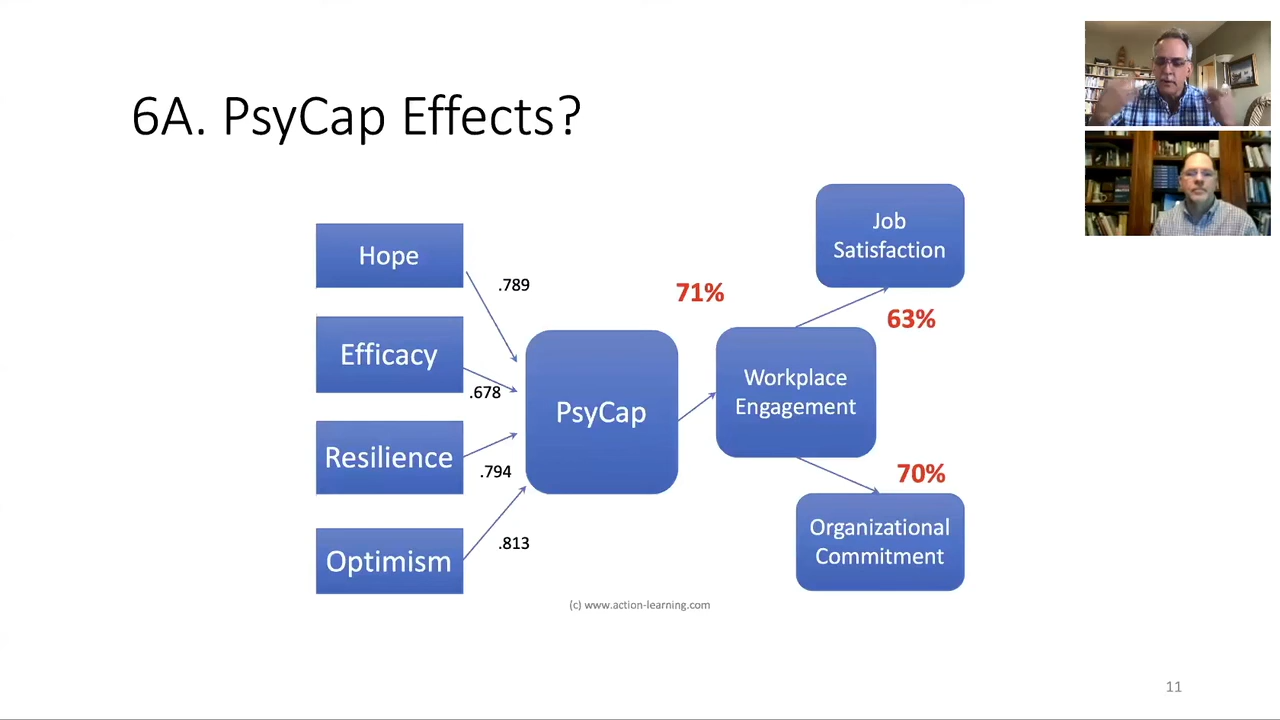 6A. PsyCap Effects?
Hope
.789
Efficacy
.678
Resilience
.794
Optimism
.813
PsyCap
71%
Workplace
Engagement
Job
Satisfaction
63%
70%
Organizational
Commitment
(c) www.action-learning.com
11